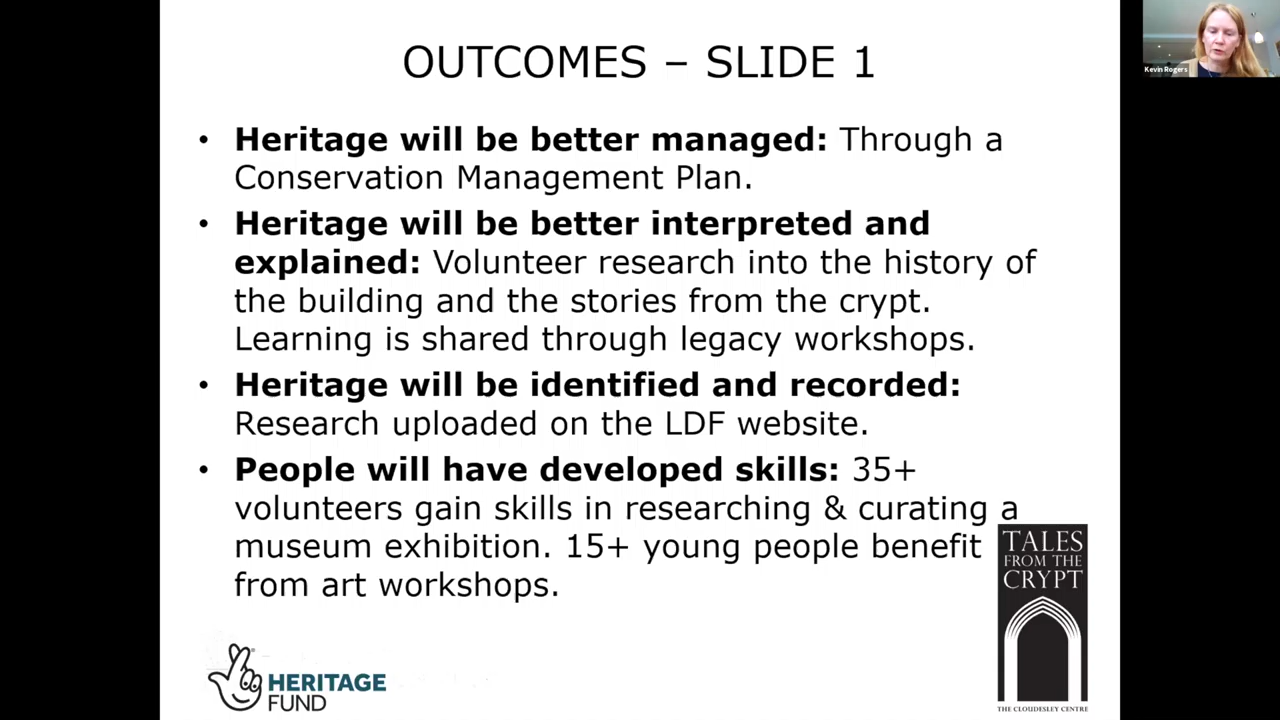 OUTCOMES – SLIDE 1
Kevin Rogers
• Heritage will be better managed: Through a
Conservation Management Plan.
• Heritage will be better interpreted and
explained: Volunteer research into the history of
the building and the stories from the crypt.
Learning is shared through legacy workshops.
• Heritage will be identified and recorded:
Research uploaded on the LDF website.
• People will have developed skills: 35+
volunteers gain skills in researching & curating a
museum exhibition. 15+ young people benefit
from art workshops.
TALES
FROM THE
CRYPT
THE CLOUDESLEY CENTRE
HERITAGE
FUND